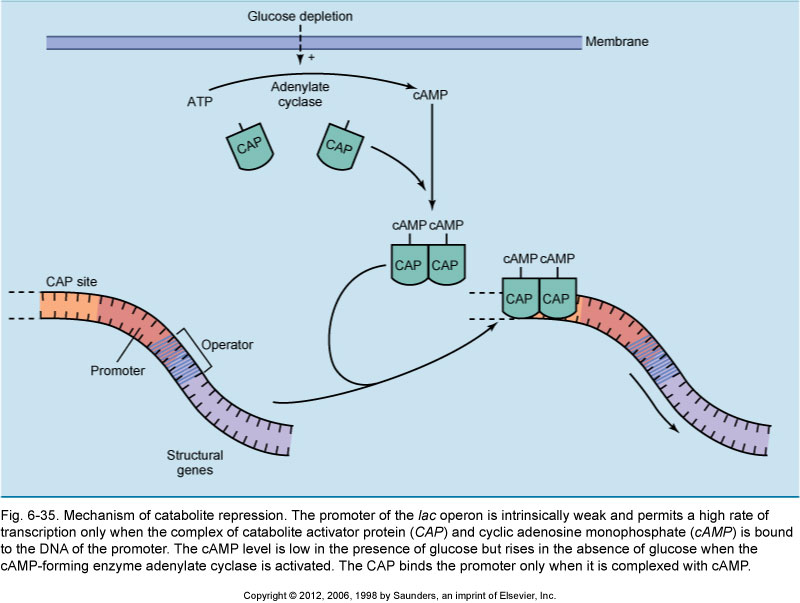 Glucose depletion
Membrane
+
Adenylate
cyclase
ATP
cAMP
CAP
CAP
cAMP cAMP
CAP CAP
cAMP cAMP
CAP CAP
CAP site
Operator
Promoter
Structural
genes
Fig. 6-35. Mechanism of catabolite repression. The promoter of the lac operon is intrinsically weak and permits a high rate of
transcription only when the complex of catabolite activator protein (CAP) and cyclic adenosine monophosphate (cAMP) is bound
to the DNA of the promoter. The cAMP level is low in the presence of glucose but rises in the absence of glucose when the
cAMP-forming enzyme adenylate cyclase is activated. The CAP binds the promoter only when it is complexed with cAMP.
Copyright © 2012, 2006, 1998 by Saunders, an imprint of Elsevier, Inc.